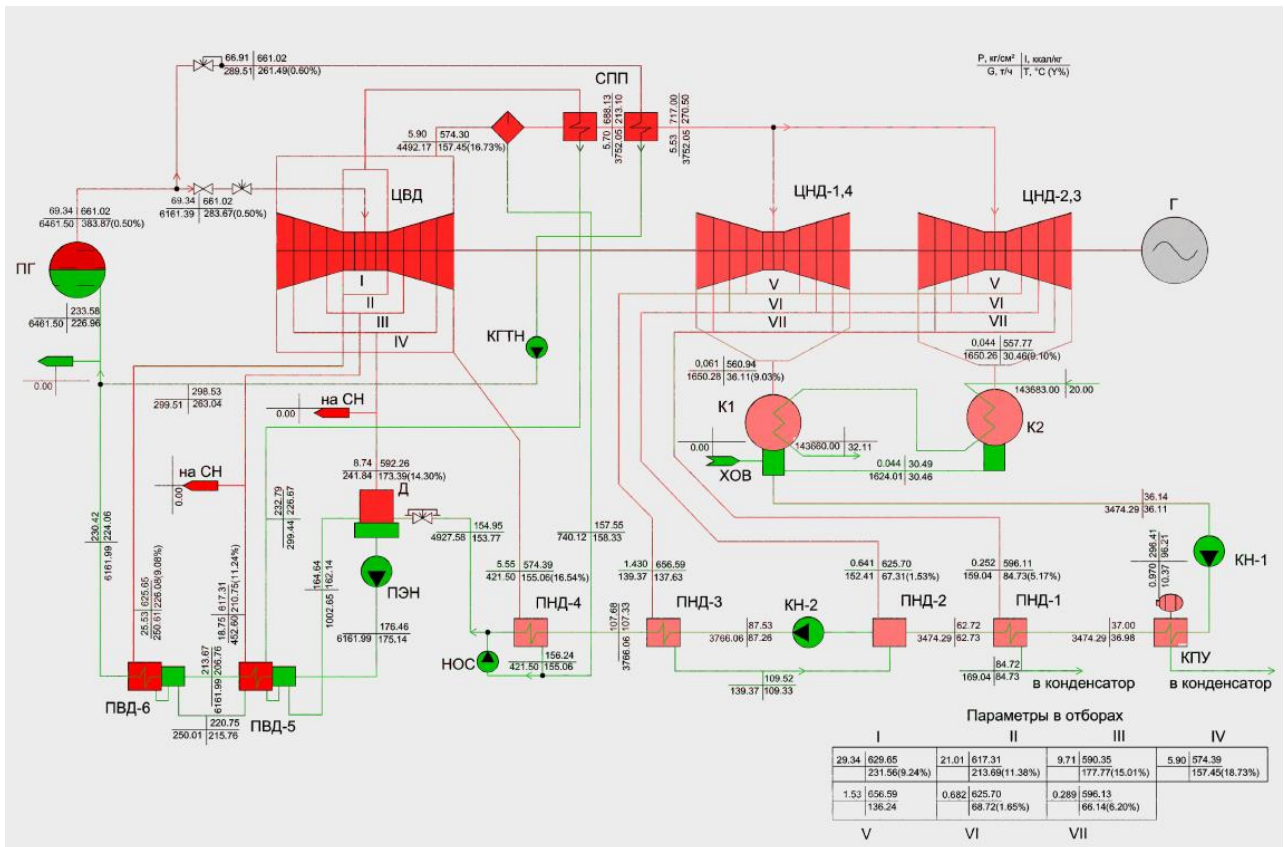 66.91 661.02
289.51 261.49(0.60%)
СПП
688.13 213.10
5.70 3752.05
717.00 270.50
5.53 3752.05
Р, кг/см² I, ккал/кг
G, т/ч T, °C (Y%)
5.90 574.30
4492.17 157.45(16.73%)
ЦВД
ЦНД-1,4
ЦНД-2,3
Г
69.34 661.02
6161.39 283.67(0.50%)
69.34 661.02
6461.50 383.87(0.50%)
ПГ
I
II
III
IV
V
VI
VII
V
VI
VII
233.58
6461.50 226.96
КГТН
0.00
0,061 560.94
1650.28 36.11(9.03%)
0,044 557.77
1650.26 30.46(9.10%)
143683.00 20.00
298.53
299.51 263.04
на СН
0.00
К1
К2
0.00
143660.00 32.11
ХОВ
0.044 30.49
1624.01 30.46
8.74 592.26
241.84 173.39(14.30%)
на СН
0.00
Д
232.79 226.67
299.44
36.14
3474.29 36.11
230.42 224.06
6161.99
154.95
4927.58 153.77
157.55
740.12 158.33
КН-1
296.41 96.21
0.970 10.37
25.53 625.65
250.61 226.08(9.08%)
18.75 617.31
452.60 210.75(11.24%)
164.64 162.14
1002.65
ПЭН
5.55 574.39
421.50 155.06(16.54%)
1.430 656.59
139.37 137.63
0.641 625.70
152.41 67.31(1.53%)
0.252 596.11
159.04 84.73(5.17%)
ПНД-4
ПНД-3
КН-2
ПНД-2
ПНД-1
107.68 107.33
3766.06
176.46
6161.99 175.14
87.53
3766.06 87.26
62.72
3474.29 62.73
37.00
3474.29 36.98
КПУ
213.67 206.76
6161.99
НОС
156.24
421.50 155.06
109.52
139.37 109.33
84.72
169.04 84.73
в конденсатор
в конденсатор
ПВД-6
220.75
250.01 215.76
ПВД-5
Параметры в отборах
I II III IV
29.34 629.65 21.01 617.31 9.71 590.35 5.90 574.39
231.56(9.24%) 213.69(11.38%) 177.77(15.01%) 157.45(18.73%)
1.53 656.59 0.682 625.70 0.289 596.13
136.24 68.72(1.65%) 66.14(6.20%)
V VI VII